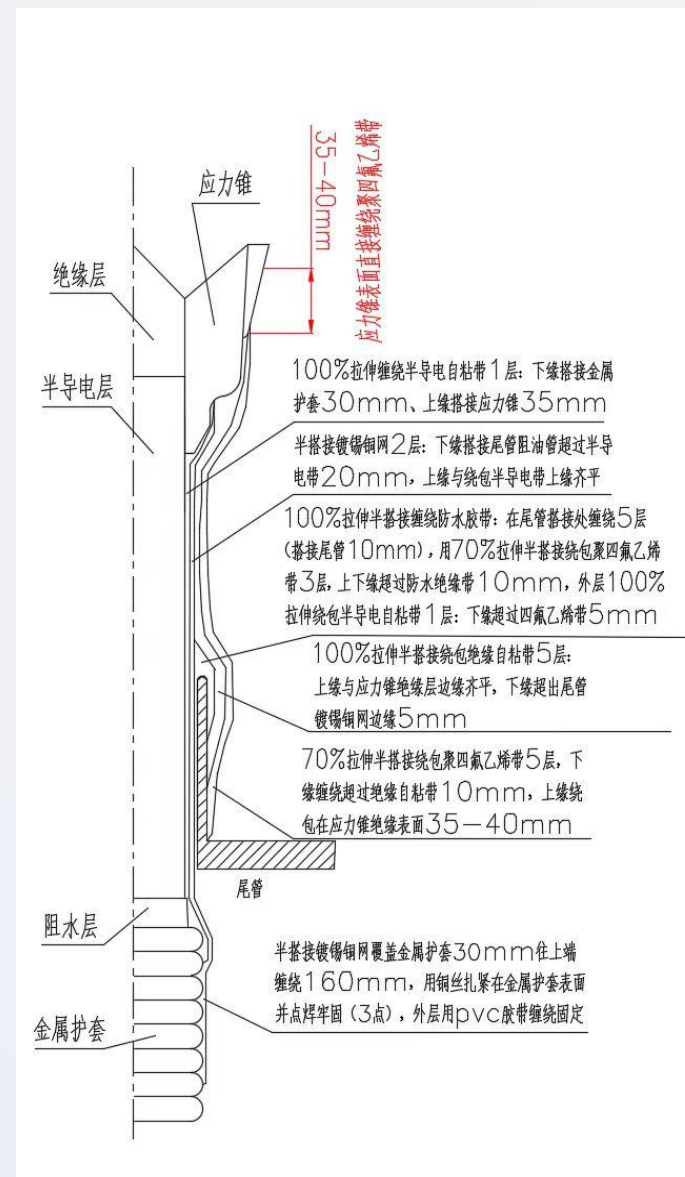 35-40mm
应力锥表面直接缠绕聚四氟乙烯带
应力锥
绝缘层
半导电层
100%拉伸缠绕半导电自粘带1层：下缘搭接金属
护套30mm、上缘搭接应力锥35mm
半搭接镀锡铜网2层：下缘搭接尾管阻油管超过半导
电带20mm，上缘与绕包半导电带上缘齐平
100%拉伸半搭接缠绕防水胶带：在尾管搭接处缠绕5层
(搭接尾管10mm)，用70%拉伸半搭接绕包聚四氟乙烯
带3层，上下缘超过防水绝缘带10mm，外层100%
拉伸绕包半导电自粘带1层：下缘超过四氟乙烯带5mm
100%拉伸半搭接绕包绝缘自粘带5层：
上缘与应力锥绝缘层边缘齐平，下缘超出尾管
镀锡铜网边缘5mm
70%拉伸半搭接绕包聚四氟乙烯带5层，下
缘缠绕超过绝缘自粘带10mm，上缘绕
包在应力锥绝缘表面35-40mm
尾管
阻水层
半搭接镀锡铜网覆盖金属护套30mm往上端
缠绕160mm，用铜丝扎紧在金属护套表面
并点焊牢固（3点），外层用pvc胶带缠绕固定
金属护套